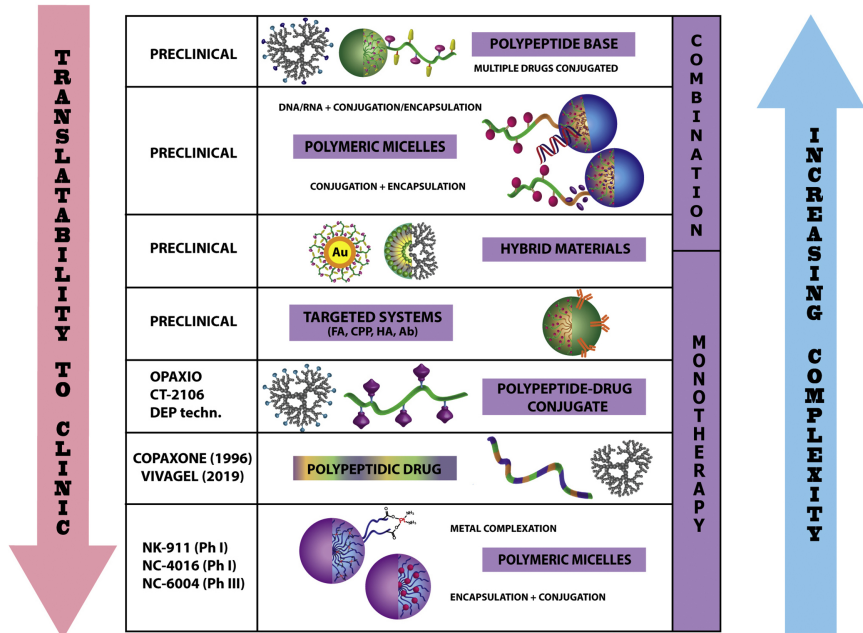 TRANSLATABILITY TO CLINIC
PRECLINICAL
POLYPEPTIDE BASE
MULTIPLE DRUGS CONJUGATED
PRECLINICAL
DNA/RNA + CONJUGATION/ENCAPSULATION
POLYMERIC MICELLES
CONJUGATION + ENCAPSULATION
COMBINATION
PRECLINICAL
Au
HYBRID MATERIALS
PRECLINICAL
TARGETED SYSTEMS
(FA, CPP, HA, Ab)
OPAXIO
CT-2106
DEP techn.
POLYPEPTIDE-DRUG
CONJUGATE
COPAXONE (1996)
VIVAGEL (2019)
POLYPEPTIDIC DRUG
NK-911 (Ph I)
NC-4016 (Ph I)
NC-6004 (Ph III)
METAL COMPLEXATION
POLYMERIC MICELLES
ENCAPSULATION + CONJUGATION
MONOTHERAPY
INCREASING COMPLEXITY